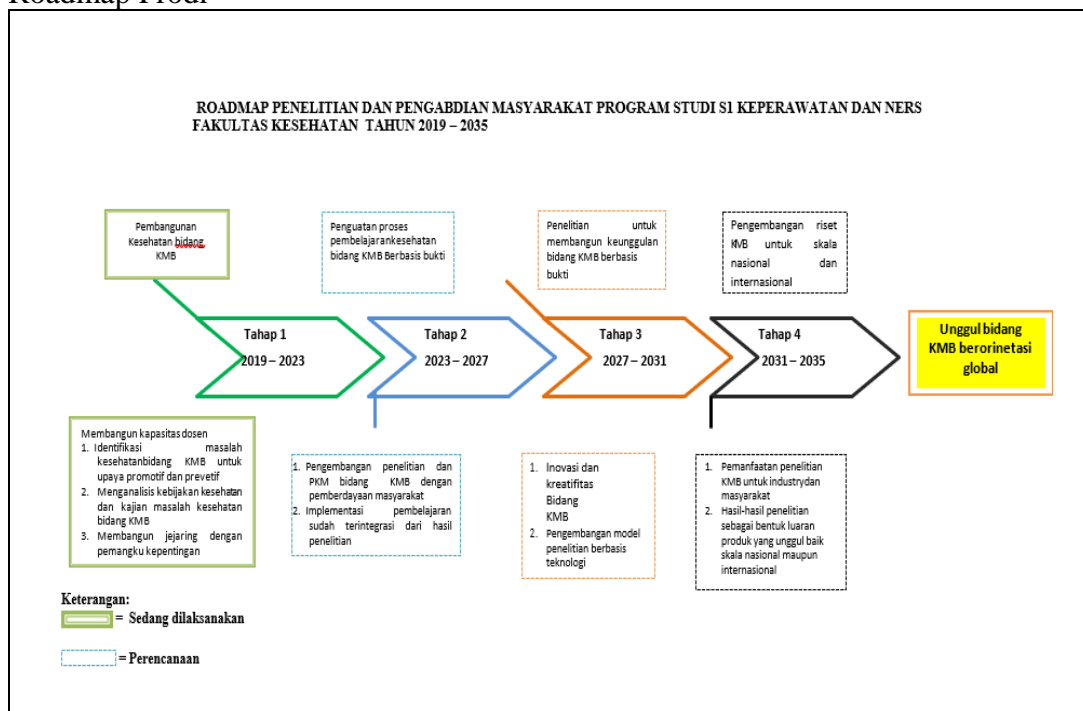 Roadmap Prodi
ROADMAP PENELITIAN DAN PENGABDIAN MASYARAKAT PROGRAM STUDI S1 KEPERAWATAN DAN NERS
FAKULTAS KESEHATAN TAHUN 2019 – 2035
Pembangunan
Kesehatan bidang
KMB
Penguatan proses
pembelajarankesehatan
bidang KMB Berbasis bukti
Penelitian untuk
membangun keunggulan
bidang KMB berbasis
bukti
Pengembangan riset
KMB untuk skala
nasional dan
internasional
Tahap 1
2019 – 2023
Tahap 2
2023 – 2027
Tahap 3
2027 – 2031
Tahap 4
2031 – 2035
Unggul bidang
KMB berorinetasi
global
Membangun kapasitas dosen
1. Identifikasi masalah
kesehatanbidang KMB untuk
upaya promotif dan prevetif
2. Menganalisis kebijakan kesehatan
dan kajian masalah kesehatan
bidang KMB
3. Membangun jejaring dengan
pemangku kepentingan
1. Pengembangan penelitian dan
PKM bidang KMB dengan
pemberdayaan masyarakat
2. Implementasi pembelajaran
sudah terintegrasi dari hasil
penelitian
1. Inovasi dan
kreatifitas
Bidang
KMB
2. Pengembangan model
penelitian berbasis
teknologi
1. Pemanfaatan penelitian
KMB untuk industrydan
masyarakat
2. Hasil-hasil penelitian
sebagai bentuk luaran
produk yang unggul baik
skala nasional maupun
internasional
Keterangan:
= Sedang dilaksanakan
= Perencanaan